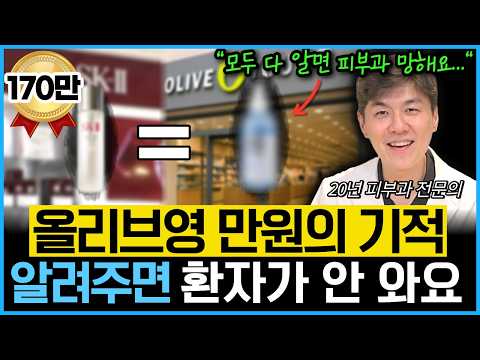 170만
SK-II
OLIVE
"모두 다 알면 피부과 망해요..."
SK-II
=
20년 피부과 전문의
올리브영 만원의 기적
알려주면 환자가 안 와요